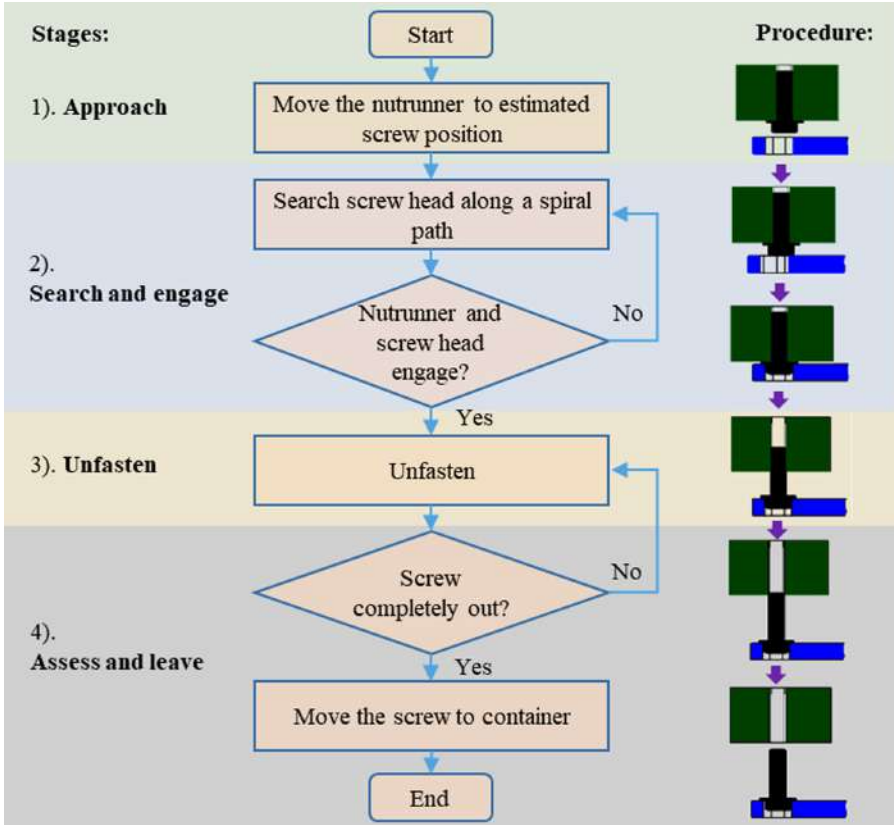 Stages:
Start
Procedure:
1). Approach
Move the nutrunner to estimated
screw position
Search screw head along a spiral
path
2).
Search and engage
Nutrunner and
screw head
engage?
No
Yes
3). Unfasten
Unfasten
Screw
completely out?
No
4).
Assess and leave
Yes
Move the screw to container
End